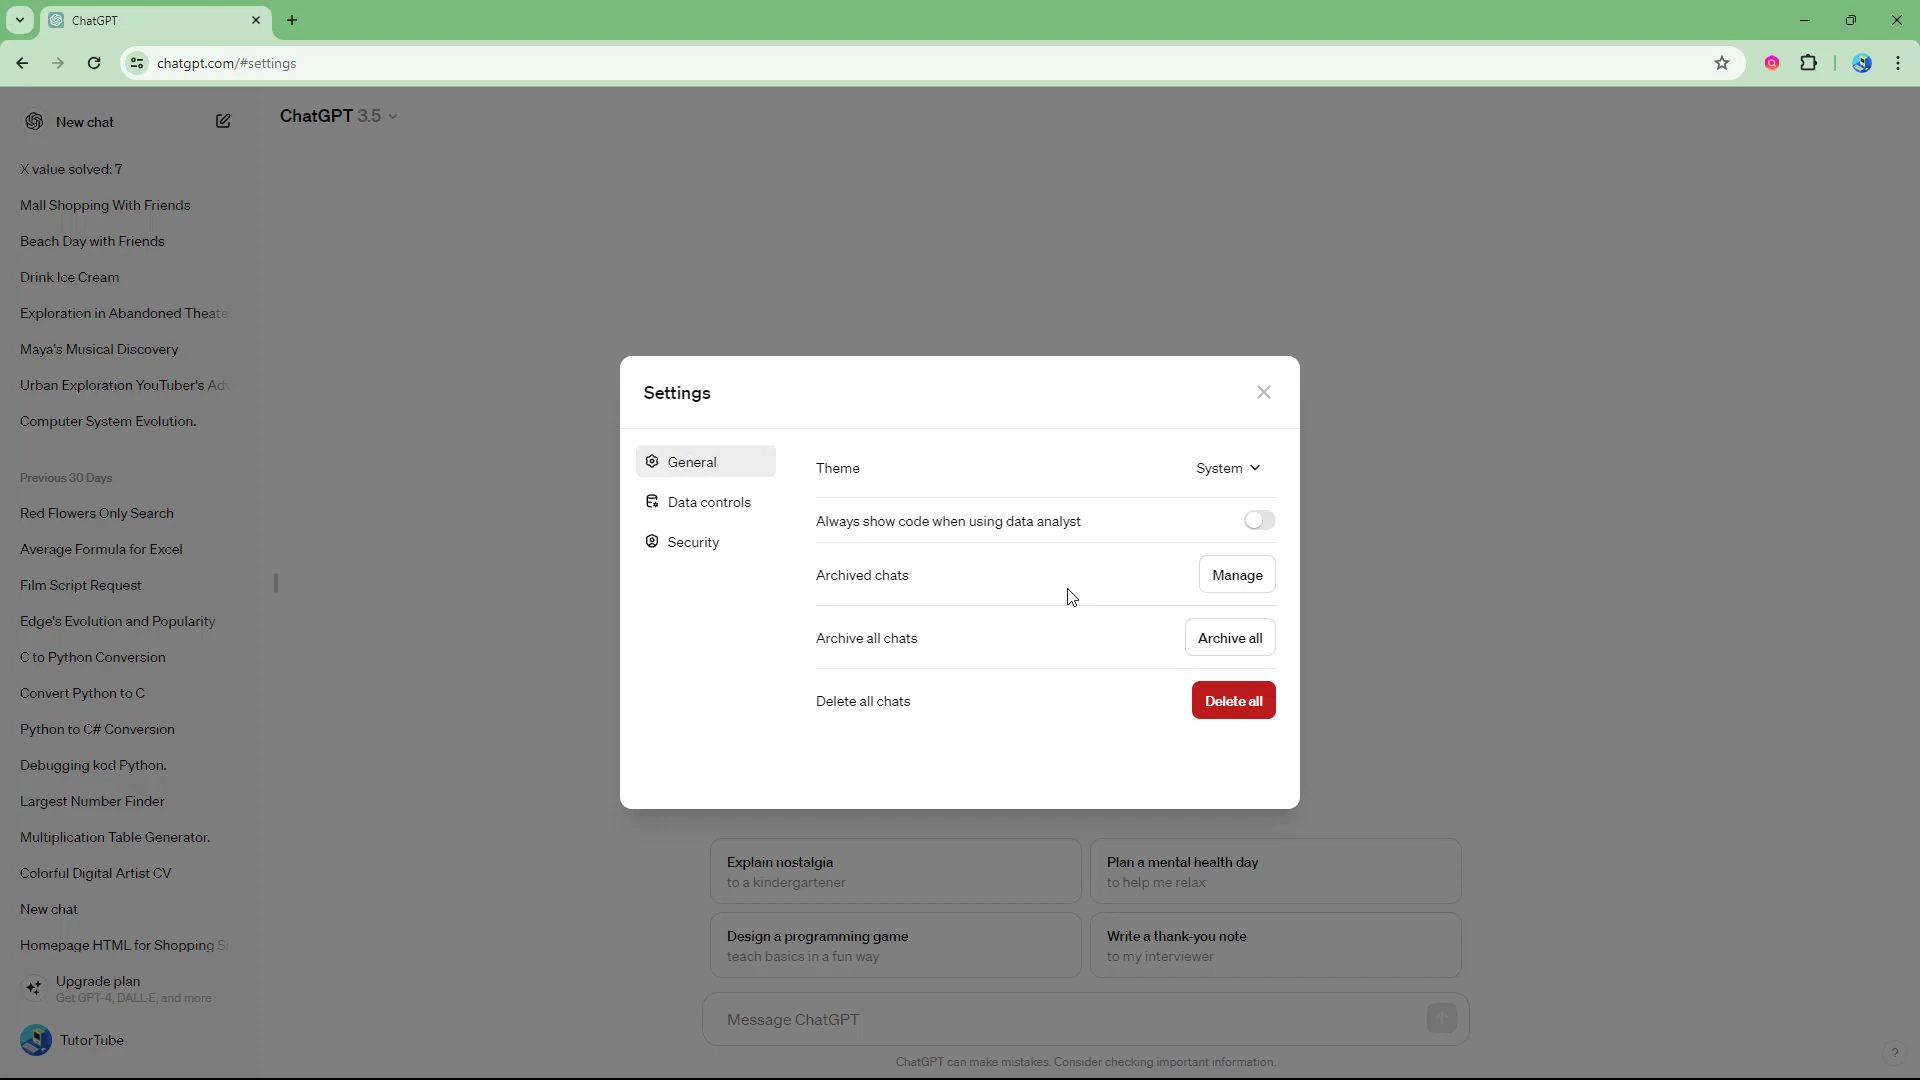 ChatGPT
chatgpt.com/#settings
New chat
X value solved: 7
Mall Shopping With Friends
Beach Day with Friends
Drink Ice Cream
Exploration in Abandoned Theate
Maya's Musical Discovery
Urban Exploration YouTuber's Adv
Computer System Evolution.
Previous 30 Days
Red Flowers Only Search
Average Formula for Excel
Film Script Request
Edge's Evolution and Popularity
C to Python Conversion
Convert Python to C
Python to C# Conversion
Debugging kod Python.
Largest Number Finder
Multiplication Table Generator.
Colorful Digital Artist CV
New chat
Homepage HTML for Shopping S
Upgrade plan
Get GPT-4, DALL·E, and more
TutorTube
ChatGPT 3.5
Settings
General
Data controls
Security
Theme
System
Always show code when using data analyst
Archived chats
Manage
Archive all chats
Archive all
Delete all chats
Delete all
Explain nostalgia
to a kindergartener
Plan a mental health day
to help me relax
Design a programming game
teach basics in a fun way
Write a thank-you note
to my interviewer
Message ChatGPT
ChatGPT can make mistakes. Consider checking important information.
?